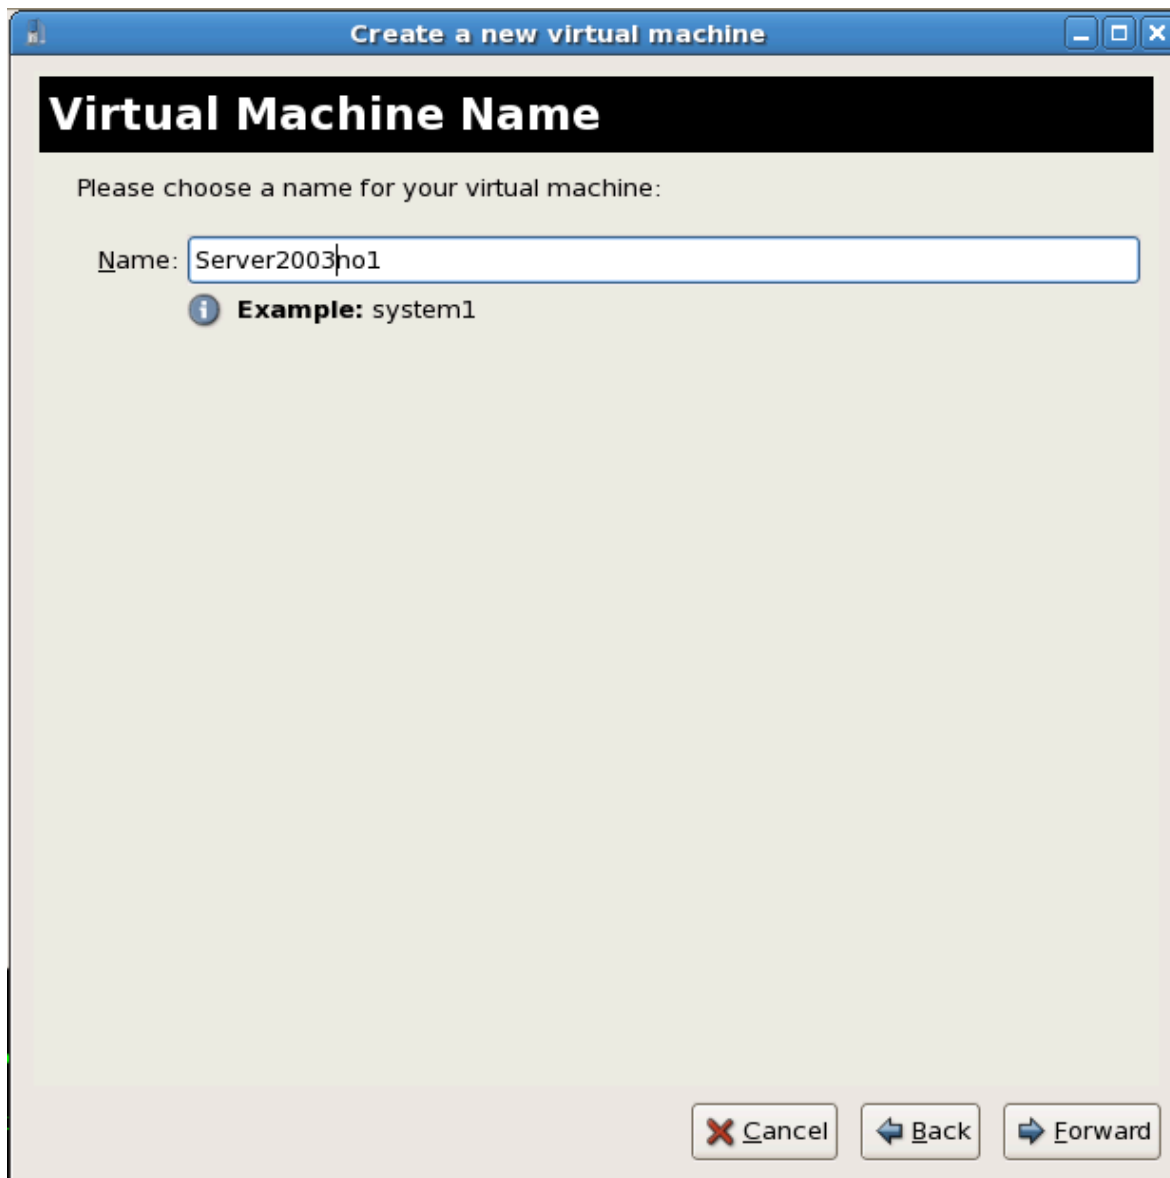 Create a new virtual machine
Virtual Machine Name
Please choose a name for your virtual machine:
Name: Server2003no1
Example: system1
Cancel Back Forward